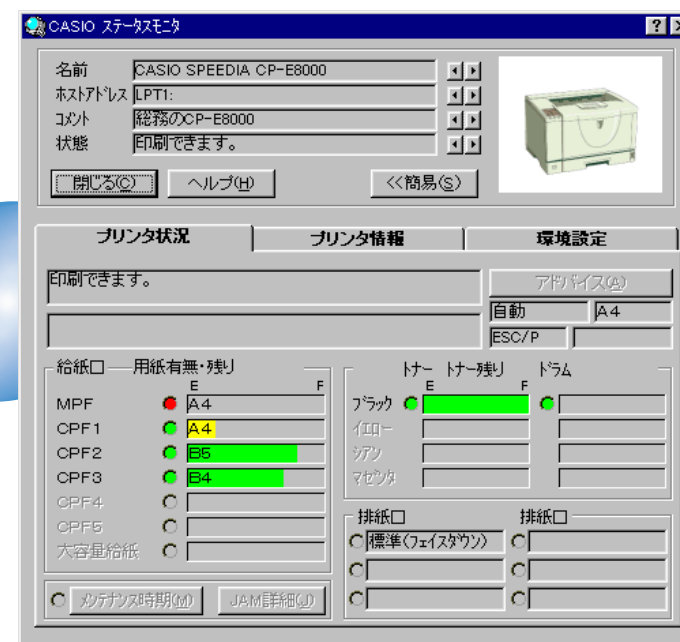 CASIO ステータスモニタ
名前 CASIO SPEEDIA CP-E8000
ホストアドレス LPT1:
コメント 総務のCP-E8000
状態 印刷できます。
閉じる(C) ヘルプ(H) <<簡易(S)
プリンタ状況 プリンタ情報 環境設定
印刷できます。 アドバイス(A)
自動 A4
ESC/P
給紙口 用紙有無・残り
E F
MPF A4
CPF1 A4
CPF2 B5
CPF3 B4
CPF4
CPF5
大容量給紙
トナー トナー残り ドラム
E F
ブラック
イエロー
シアン
マゼンタ
排紙口 排紙口
標準(フェイスダウン)
メンテナンス時期(M) JAM詳細(J)